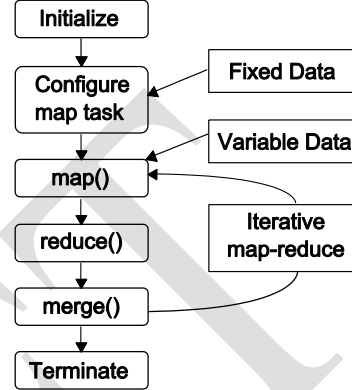 Initialize
Configure
map task
Fixed Data
Variable Data
map()
Iterative
map-reduce
reduce()
merge()
Terminate